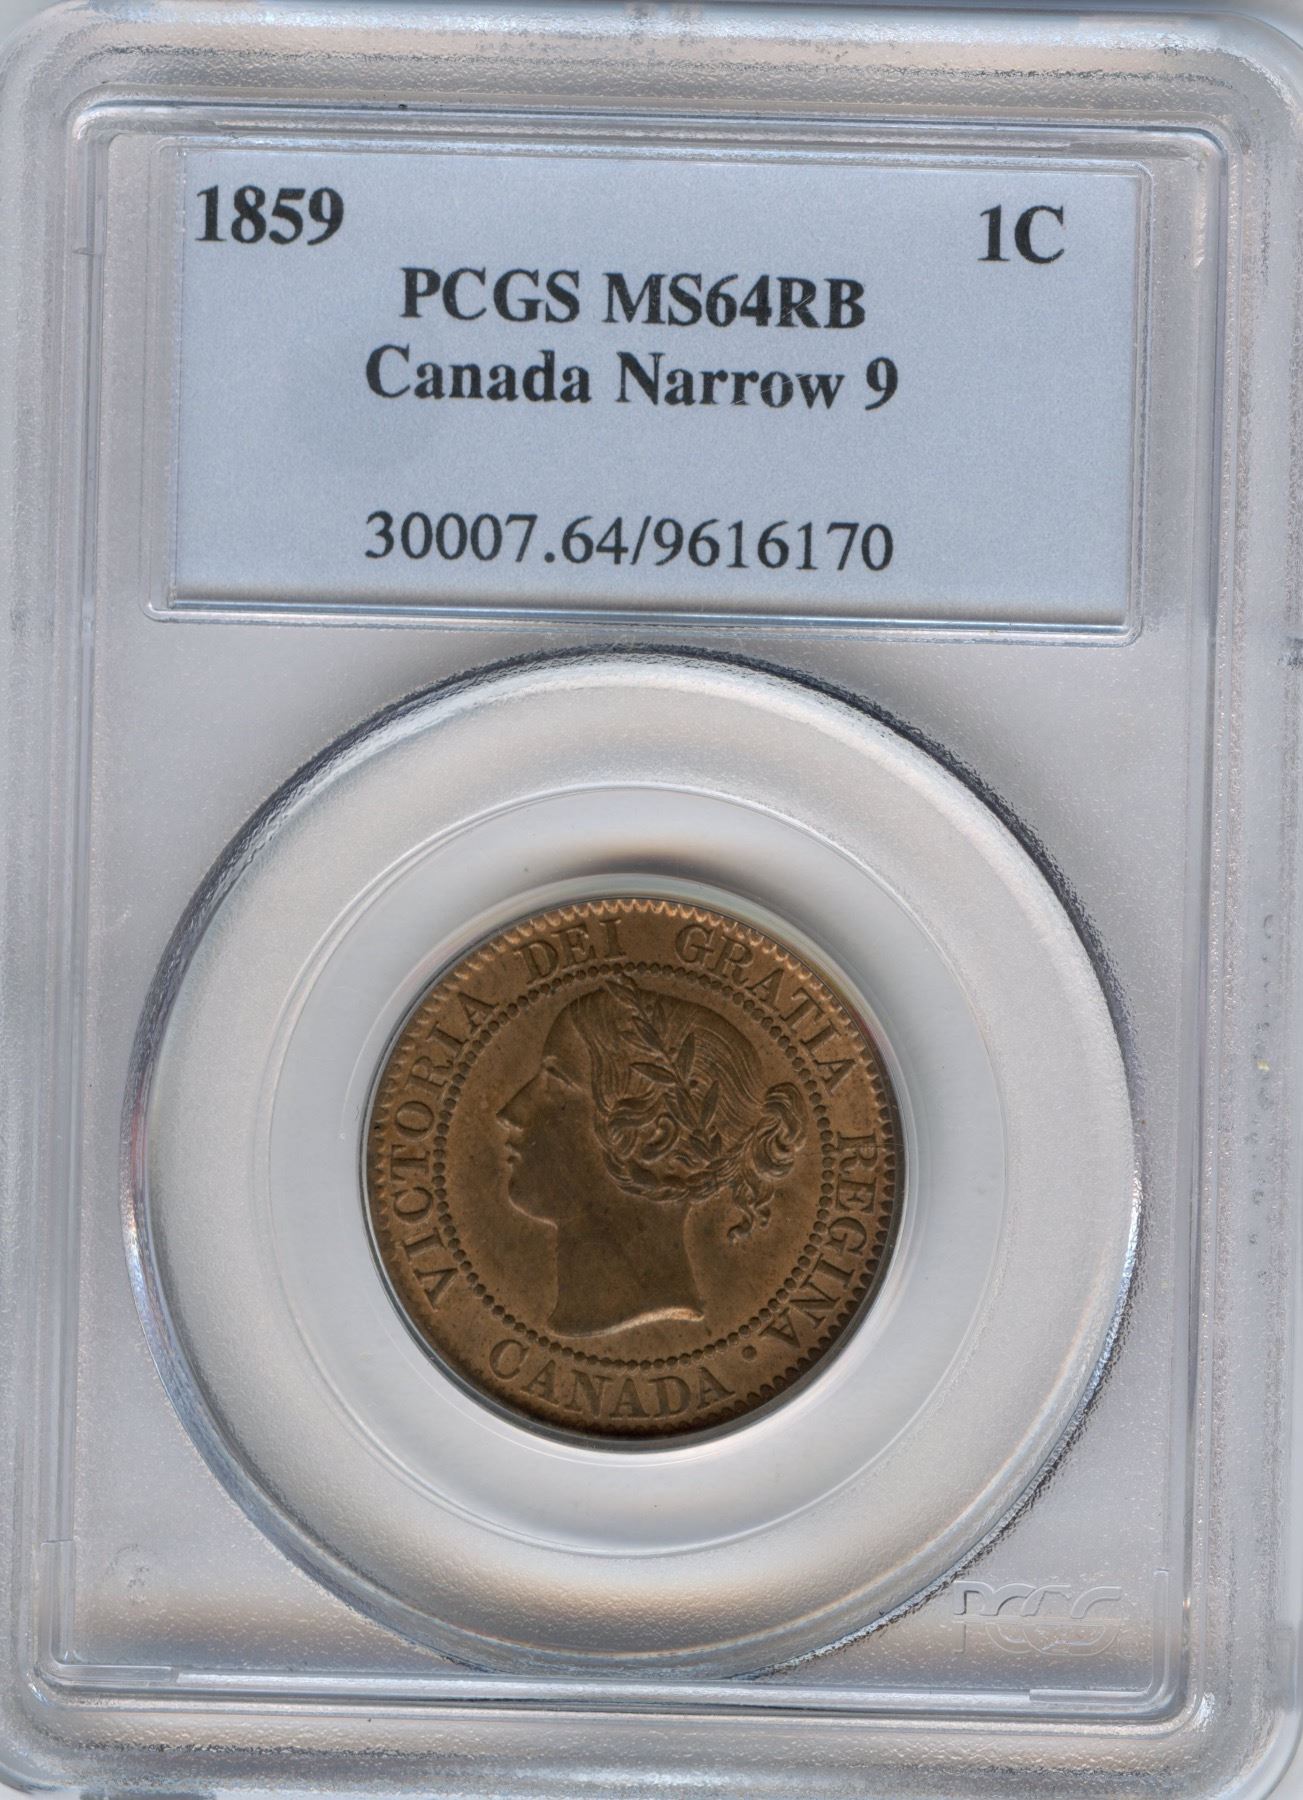 1859
1C
PCGS MS64RB
Canada Narrow 9
30007.64/9616170
VICTORIA DEI GRATIA REGINA ·
CANADA
PCGS